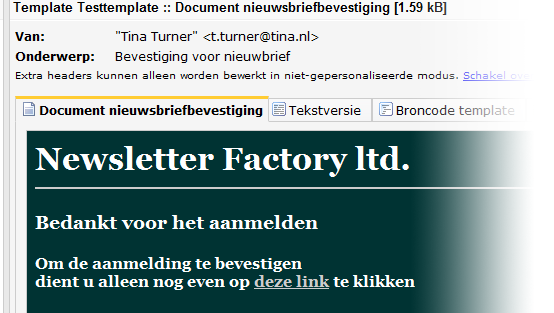 Template Testtemplate :: Document nieuwsbriefbevestiging [1.59 kB]
Van: "Tina Turner" <t.turner@tina.nl>
Onderwerp: Bevestiging voor nieuwbrief
Extra headers kunnen alleen worden bewerkt in niet-gepersonaliseerde modus. Schakel
Document nieuwsbriefbevestiging Tekstversie Broncode template
Newsletter Factory ltd.
Bedankt voor het aanmelden
Om de aanmelding te bevestigen
dient u alleen nog even op deze link te klikken